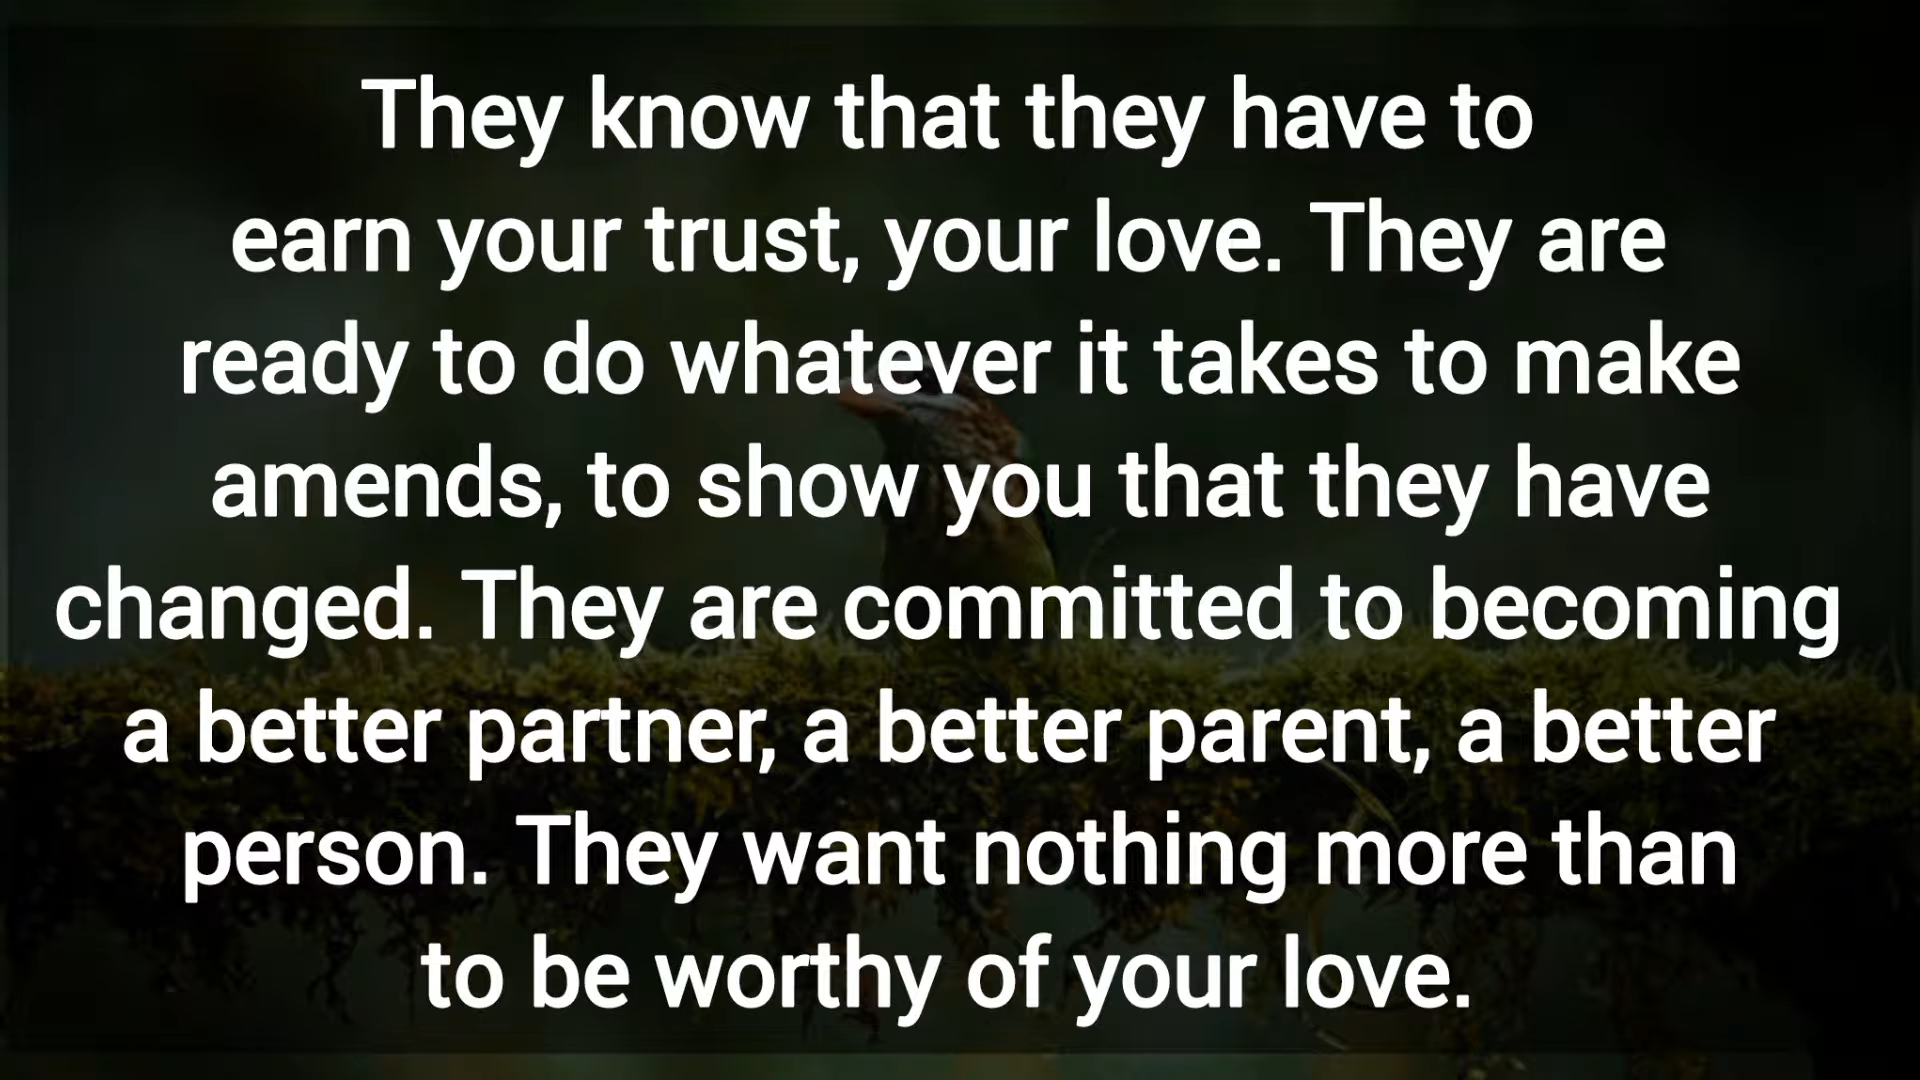 They know that they have to
earn your trust, your love. They are
ready to do whatever it takes to make
amends, to show you that they have
changed. They are committed to becoming
a better partner, a better parent, a better
person. They want nothing more than
to be worthy of your love.